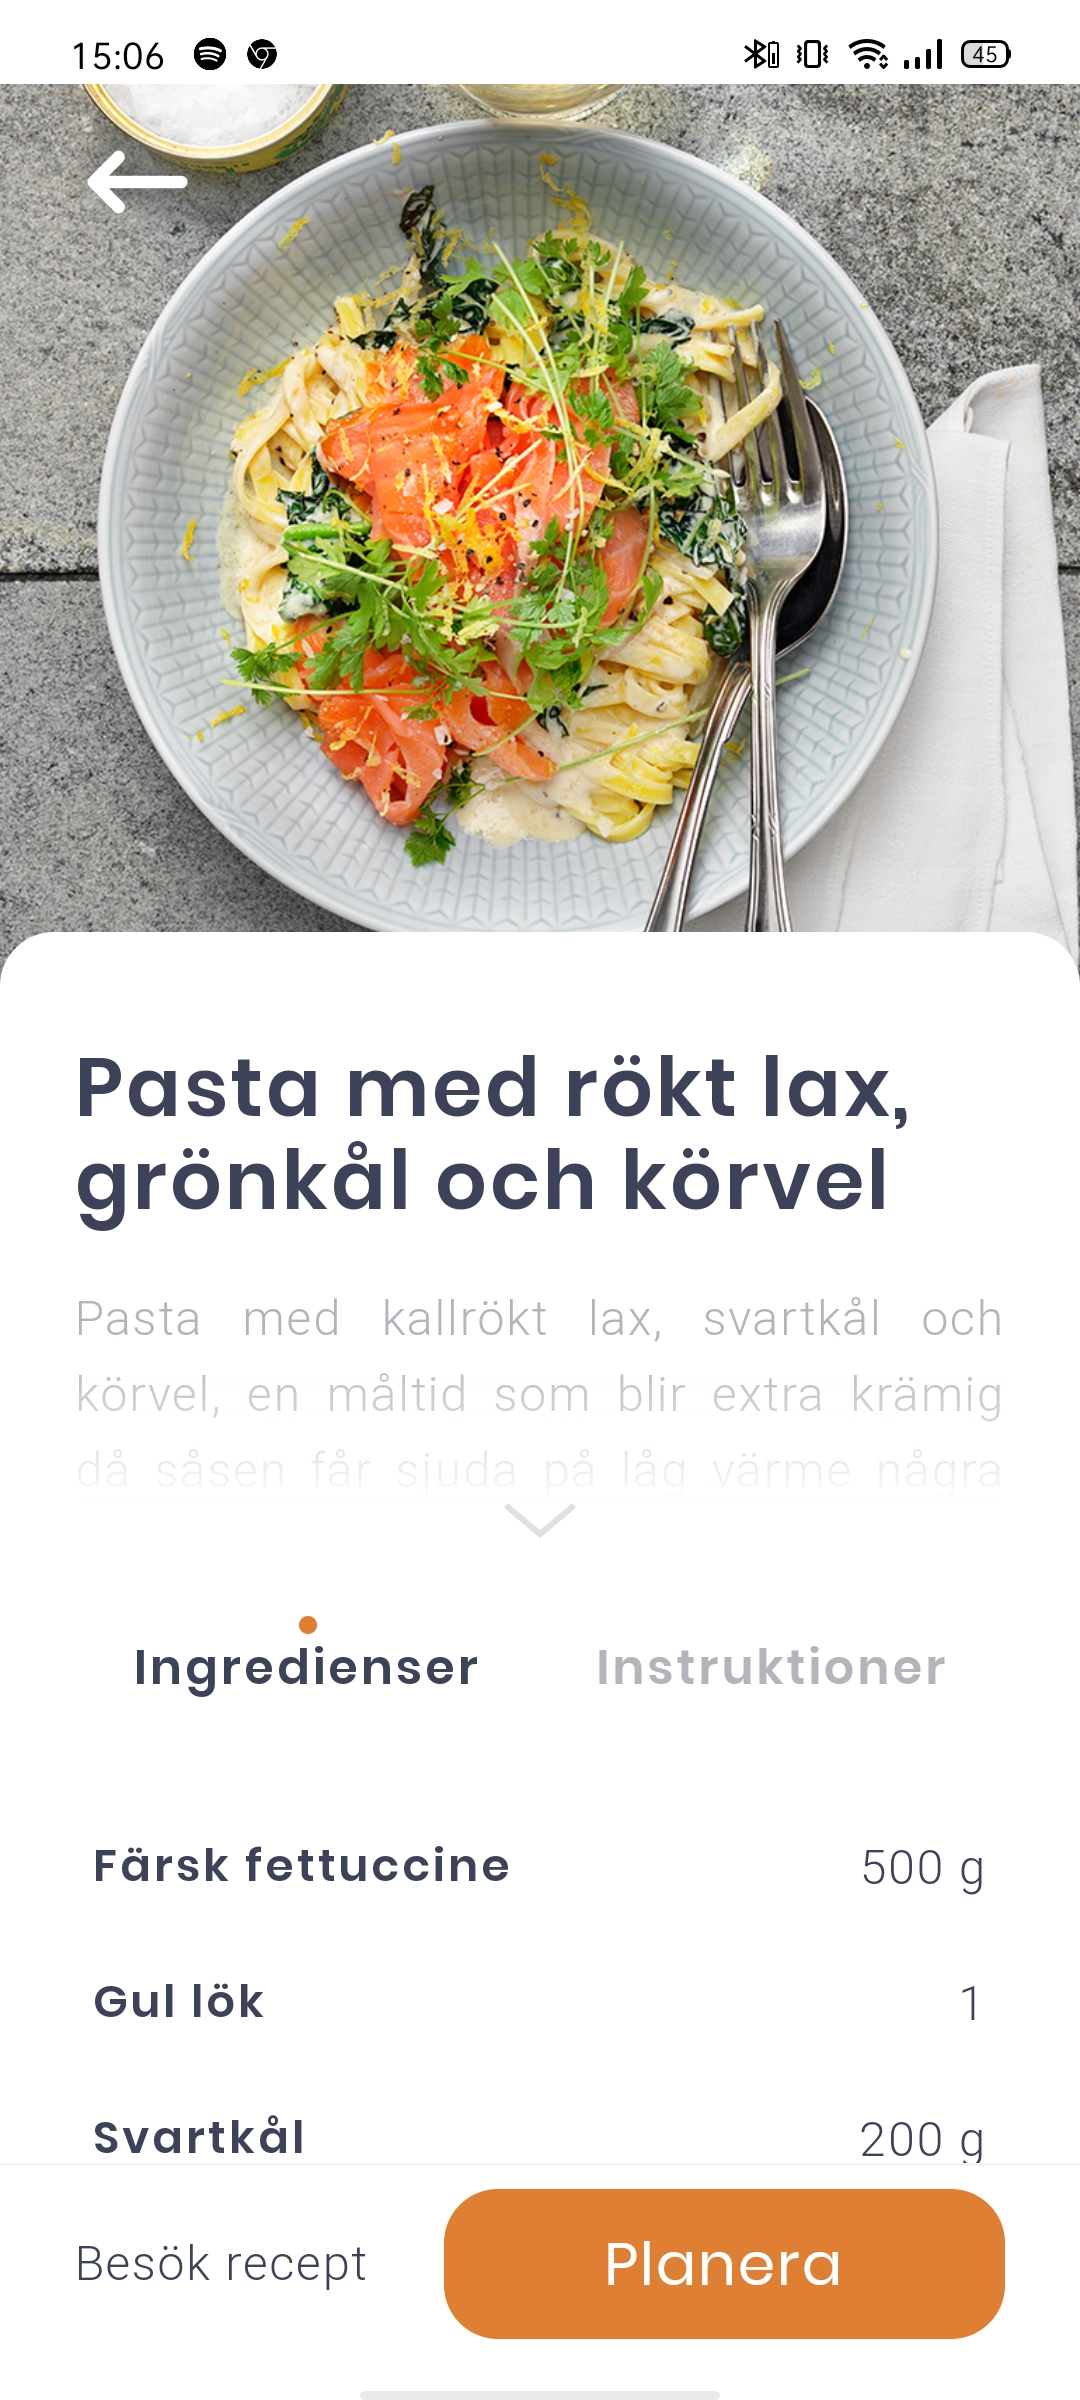 15:06
45
Pasta med rökt lax,
grönkål och körvel
Pasta med kallrökt lax, svartkål och
körvel, en måltid som blir extra krämig
då såsen får sjuda på låg värme några
Ingredienser Instruktioner
Färsk fettuccine 500 g
Gul lök 1
Svartkål 200 g
Besök recept Planera